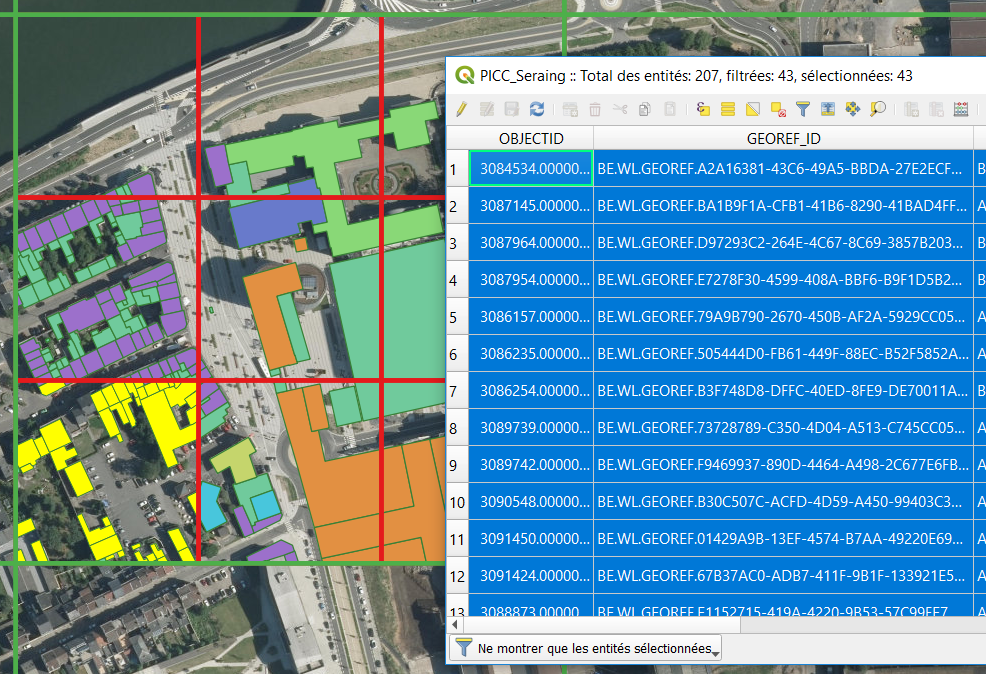 PICC_Seraing :: Total des entités: 207, filtrées: 43, sélectionnées: 43
OBJECTID GEOREF_ID
1 3084534.00000... BE.WL.GEOREF.A2A16381-43C6-49A5-BBDA-27E2ECF...
2 3087145.00000... BE.WL.GEOREF.BA1B9F1A-CFB1-41B6-8290-41BAD4FF... A
3 3087964.00000... BE.WL.GEOREF.D97293C2-264E-4C67-8C69-3857B203... A
4 3087954.00000... BE.WL.GEOREF.E7278F30-4599-408A-BBF6-B9F1D5B2... B
5 3086157.00000... BE.WL.GEOREF.79A9B790-2670-450B-AF2A-5929CC05... A
6 3086235.00000... BE.WL.GEOREF.505444D0-FB61-449F-88EC-B52F5852A... A
7 3086254.00000... BE.WL.GEOREF.B3F748D8-DFFC-40ED-8FE9-DE70011A... B
8 3089739.00000... BE.WL.GEOREF.73728789-C350-4D04-A513-C745CC05... A
9 3089742.00000... BE.WL.GEOREF.F9469937-890D-4464-A498-2C677E6FB... A
10 3090548.00000... BE.WL.GEOREF.B30C507C-ACFD-4D59-A450-99403C3... A
11 3091450.00000... BE.WL.GEOREF.01429A9B-13EF-4574-B7AA-49220E69... A
12 3091424.00000... BE.WL.GEOREF.67B37AC0-ADB7-411F-9B1F-133921E5... A
13 3088873.00000 BE.WL.GEOREF.F1152715-419A-4220-9B53-57C99FF7
Ne montrer que les entités sélectionnées